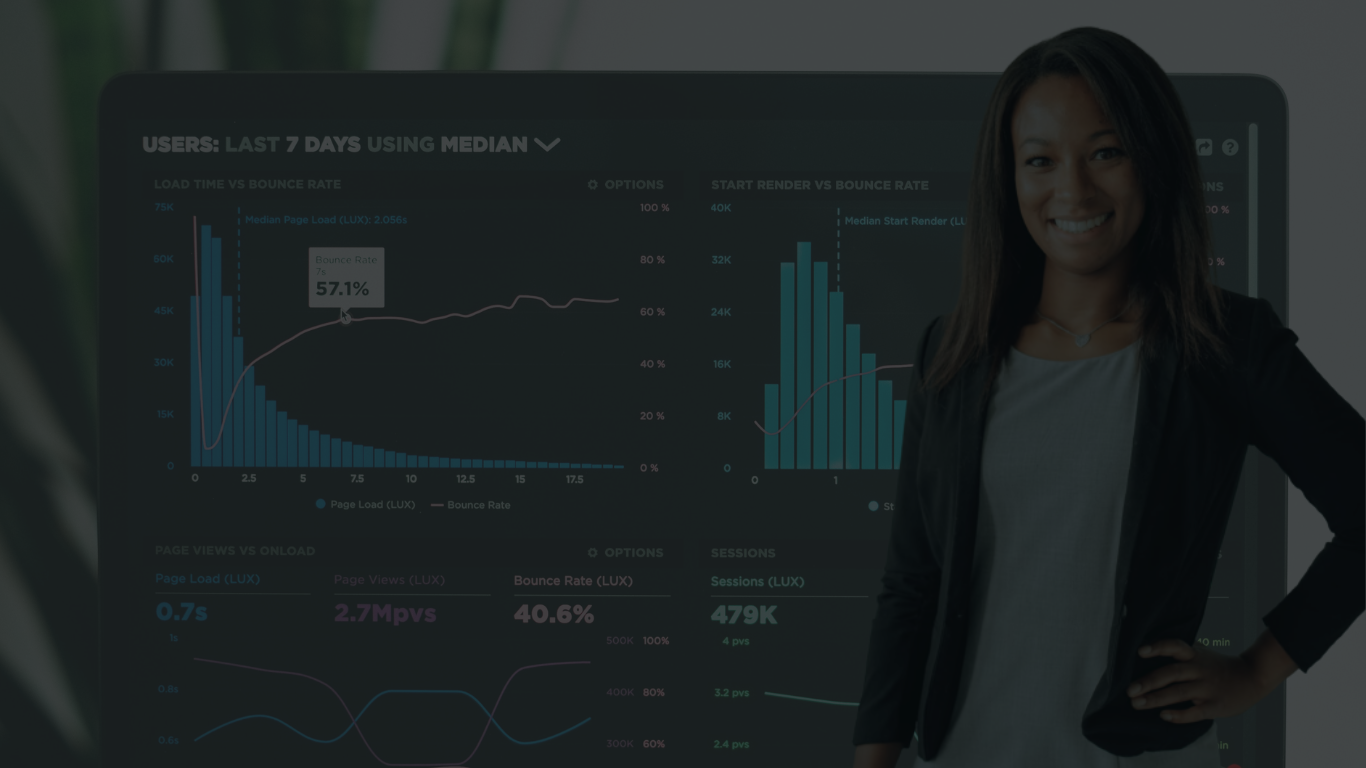 USERS: LAST 7 DAYS USING MEDIAN
LOAD TIME VS BOUNCE RATE
OPTIONS
75K
100 %
Median Page Load (LUX): 2.056s
50K
80 %
Bounce Rate
7s
57.1%
45K
60 %
30K
40 %
15K
20 %
0
0 %
0 2.5 5 7.5 10 12.5 15 17.5
Page Load (LUX) Bounce Rate
START RENDER VS BOUNCE RATE
NS
40K
00 %
Median Start Render (LU
32K
%
24K
16K
8K
0
0 1
St
PAGE VIEWS VS ONLOAD
OPTIONS
Page Load (LUX) Page Views (LUX) Bounce Rate (LUX)
0.7s 2.7Mpvs 40.6%
1s
500K 100%
0.8s
400K 80%
0.6s
300K 60%
SESSIONS
Sessions (LUX)
479K
4 pvs
40 min
3.2 pvs
2.4 pvs
in